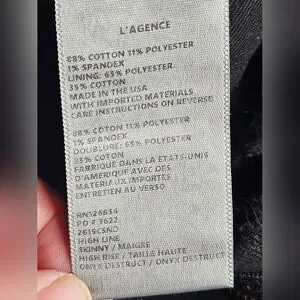 L'AGENCE
88% COTTON 11% POLYESTER
1% SPANDEX
LINING: 65% POLYESTER
35% COTTON
MADE IN THE USA
WITH IMPORTED MATERIALS
CARE INSTRUCTIONS ON REVERSE
88% COTTON 11% POLYESTER
1% SPANDEX
DOUBLURE: 65% POLYESTER
35% COTON
FABRIQUE DANS LA ETATS-UNIS
D'AMERIQUE AVEC DES
MATERIAUX IMPORTES
ENTRETIEN AU VERSO
RN126634
PO # 3622
2619CSND
HIGH LINE
SKINNY / MAIGRE
HIGH RISE / TAILLE HAUTE
ONYX DESTRUCT / ONYX DESTRUCT